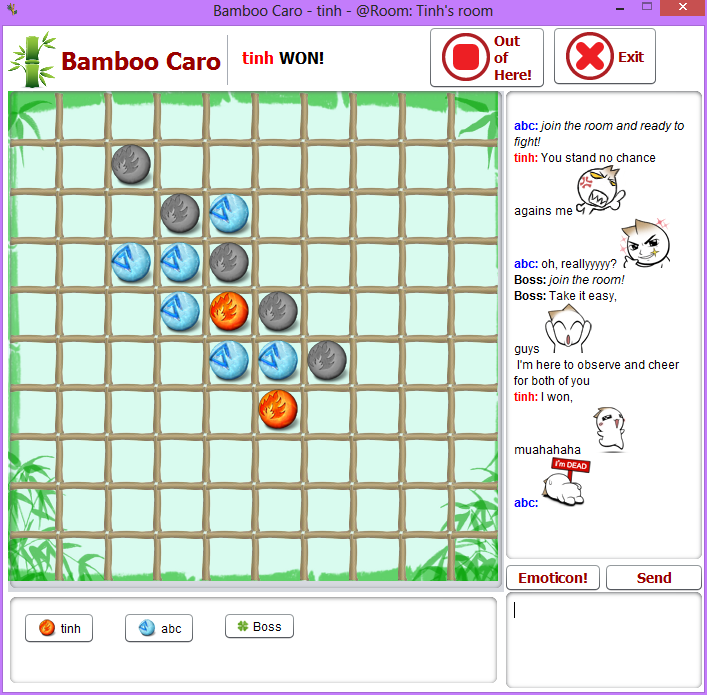 Bamboo Caro - tinh - @Room: Tinh's room
Bamboo Caro
tinh WON!
Out
of
Here!
Exit
abc: join the room and ready to
fight!
tinh: You stand no chance
agains me
abc: oh, reallyyyyy?
Boss: join the room!
Boss: Take it easy,
guys
I'm here to observe and cheer
for both of you
tinh: I won,
muahahaha
I'm DEAD
abc:
Emoticon!
Send
tinh
abc
Boss